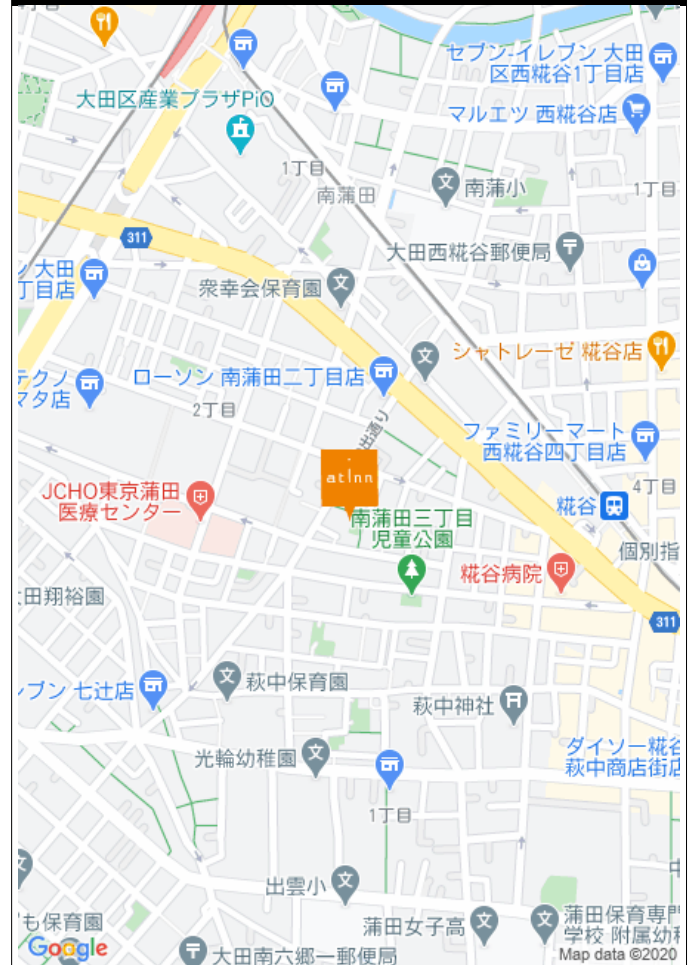 セブン-イレブン 大田
区西糀谷1丁目店
大田区産業プラザPiO
マルエツ 西糀谷店
1丁目
南蒲小
1丁目
南蒲田
311
大田西糀谷郵便局
大田
丁目店
衆幸会保育園
シャトレーゼ 糀谷店
テクノ
マタ店
ローソン 南蒲田二丁目店
2丁目
出通り
ファミリーマート
西糀谷四丁目店
atinn
JCHO東京蒲田
医療センター
4丁目
糀谷
南蒲田三丁目
児童公園
個別指
糀谷病院
田翔裕園
311
ブン 七辻店
萩中保育園
萩中神社
ダイソー糀谷
萩中商店街店
光輪幼稚園
1丁目
出雲小
中
も保育園
蒲田女子高
蒲田保育専門
学校 附属幼稚
Google
大田南六郷一郵便局
Map data ©2020